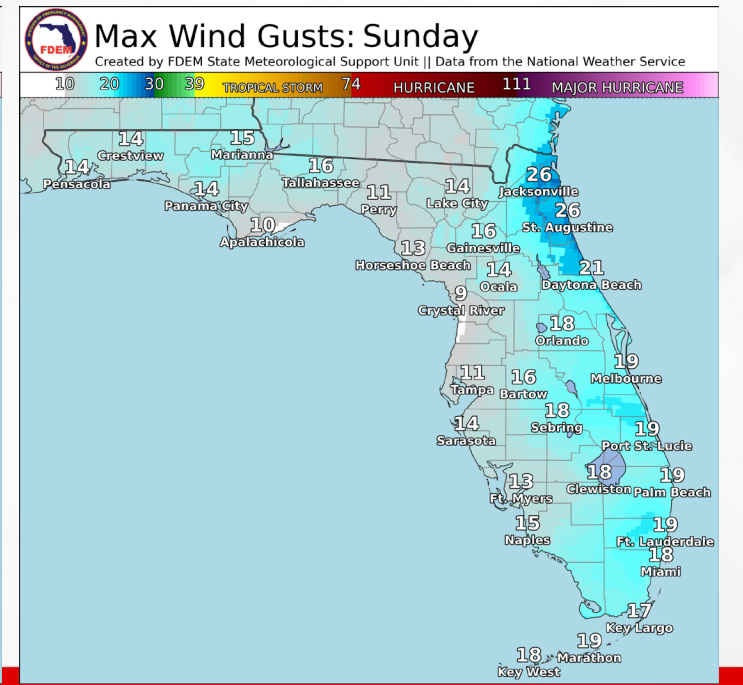 FDEM
Max Wind Gusts: Sunday
Created by FDEM State Meteorological Support Unit || Data from the National Weather Service
10 20 30 39 TROPICAL STORM 74 HURRICANE 111 MAJOR HURRICANE
14
Crestview
15
Marianna
14
Pensacola
16
Tallahassee
14
Panama City
11
Perry
14
Lake City
26
Jacksonville
10
Apalachicola
26
St. Augustine
16
Gainesville
13
Horseshoe Beach
14
Ocala
21
Daytona Beach
9
Crystal River
18
Orlando
19
Melbourne
11
Tampa
16
Bartow
18
Sebring
14
Sarasota
19
Port St. Lucie
18
Clewiston
19
Palm Beach
13
Ft. Myers
15
Naples
19
Ft. Lauderdale
18
Miami
17
Key Largo
19
Marathon
18
Key West